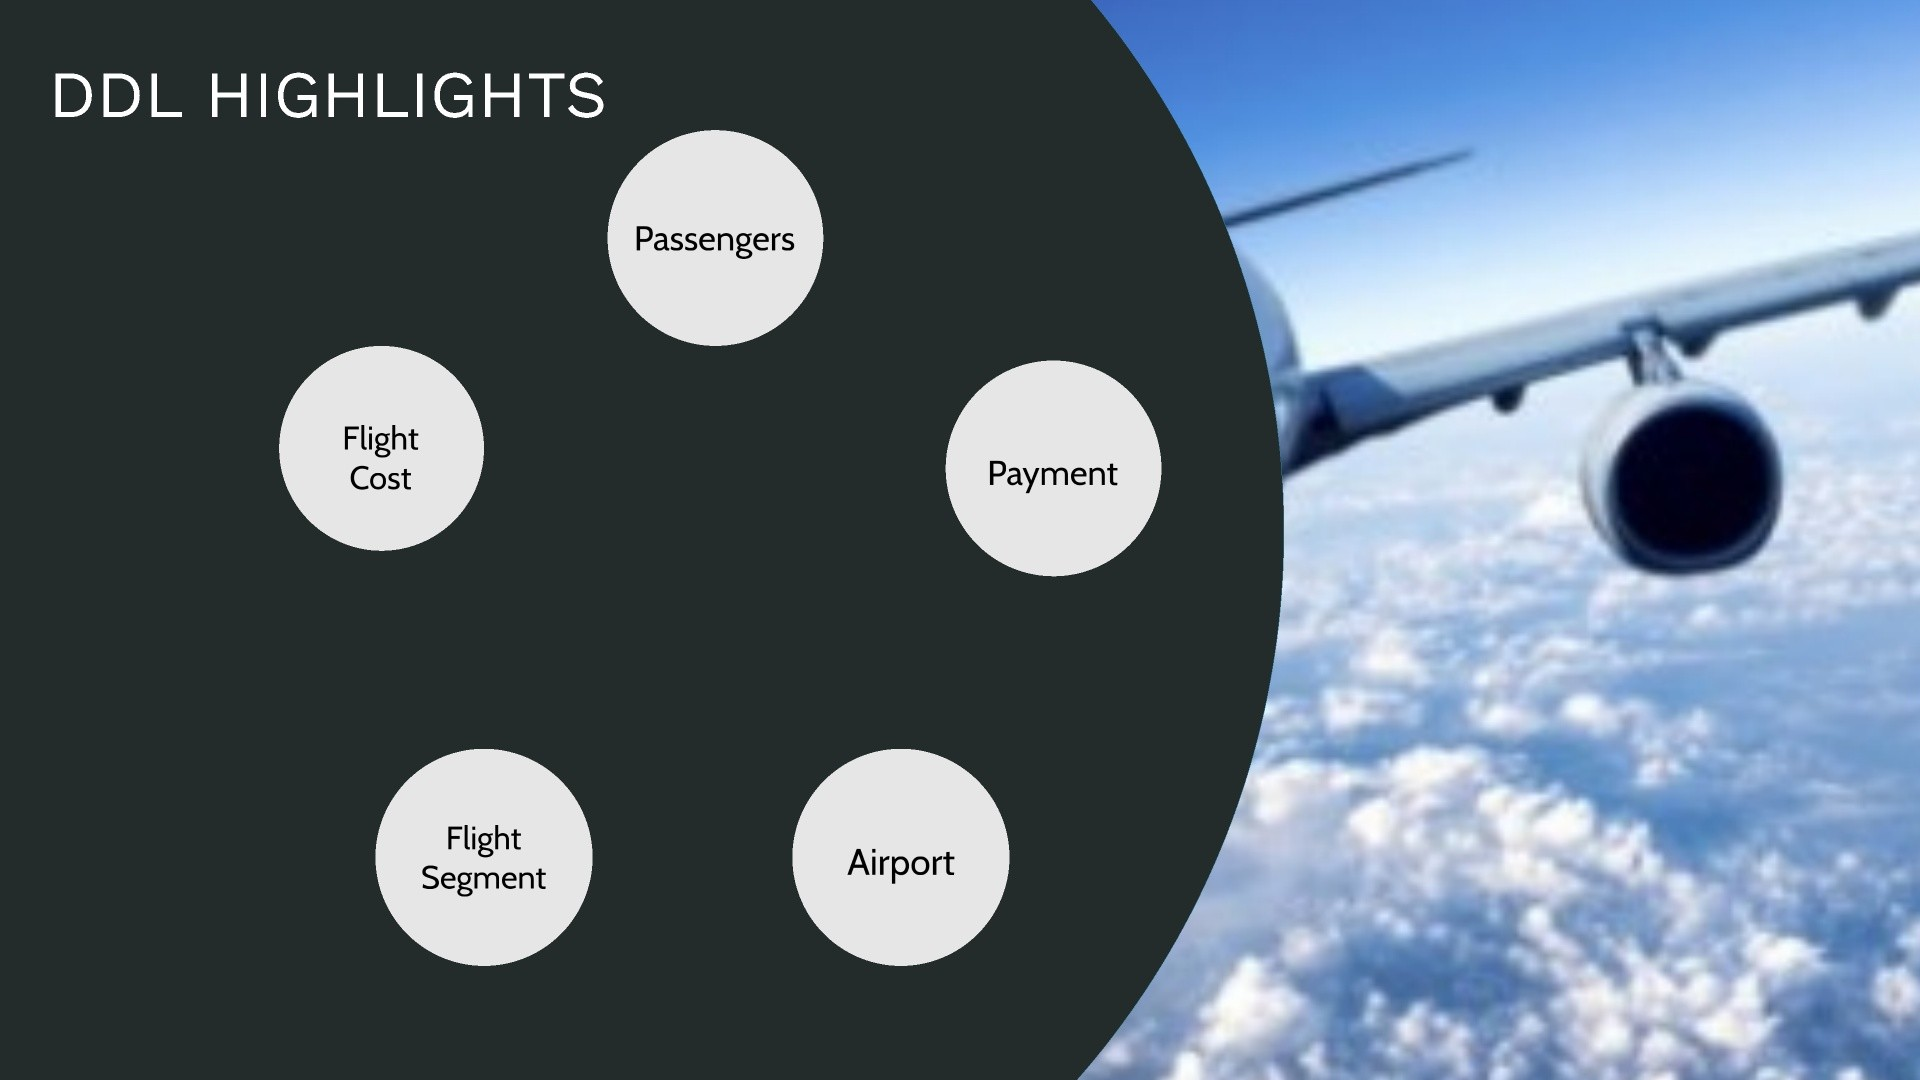 DDL HIGHLIGHTS
Passengers
Flight
Cost
Payment
Flight
Segment
Airport